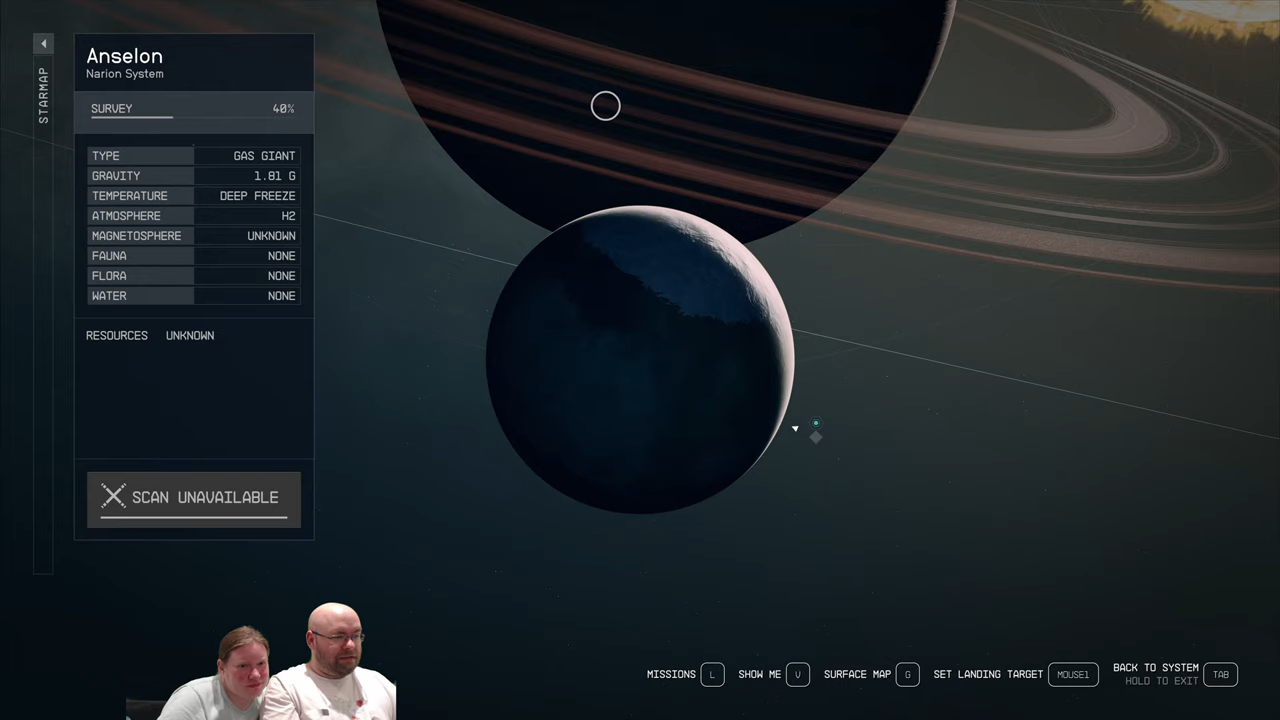 STARMAP
Anselon
Narion System
SURVEY 40%
TYPE GAS GIANT
GRAVITY 1.81 G
TEMPERATURE DEEP FREEZE
ATMOSPHERE H2
MAGNETOSPHERE UNKNOWN
FAUNA NONE
FLORA NONE
WATER NONE
RESOURCES UNKNOWN
SCAN UNAVAILABLE
MISSIONS L SHOW ME V SURFACE MAP G SET LANDING TARGET MOUSE1 BACK TO SYSTEM TAB
HOLD TO EXIT